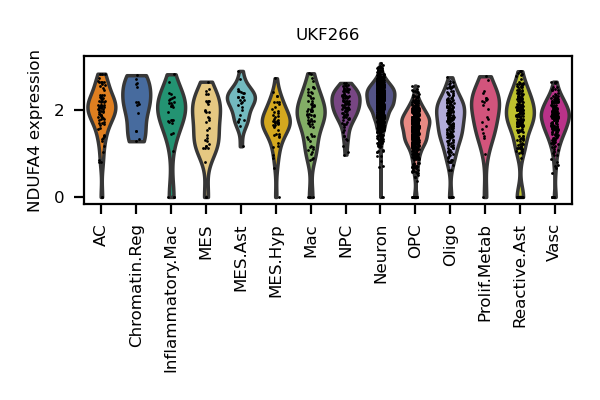 UKF266
NDUFA4 expression
2
0
AC
Chromatin.Reg
Inflammatory.Mac
MES
MES.Ast
MES.Hyp
Mac
NPC
Neuron
OPC
Oligo
Prolif.Metab
Reactive.Ast
Vasc